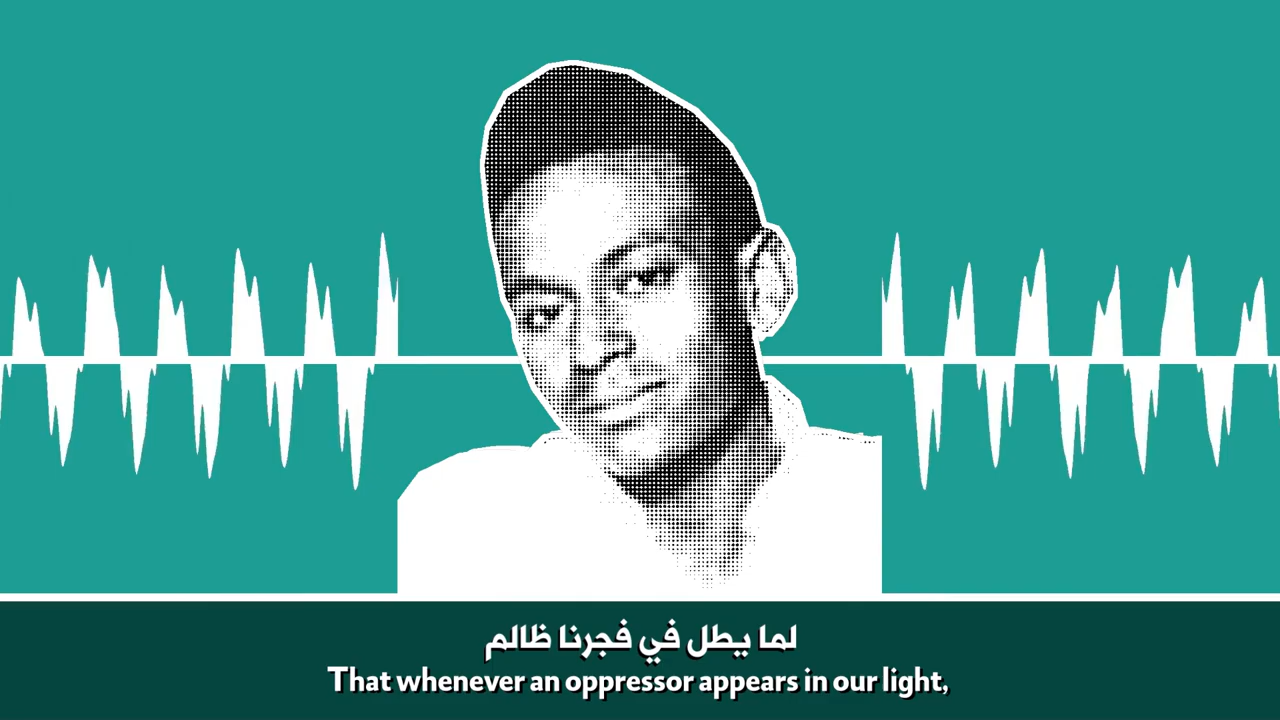 لما يطل في فجرنا ظالم
That whenever an oppressor appears in our light,